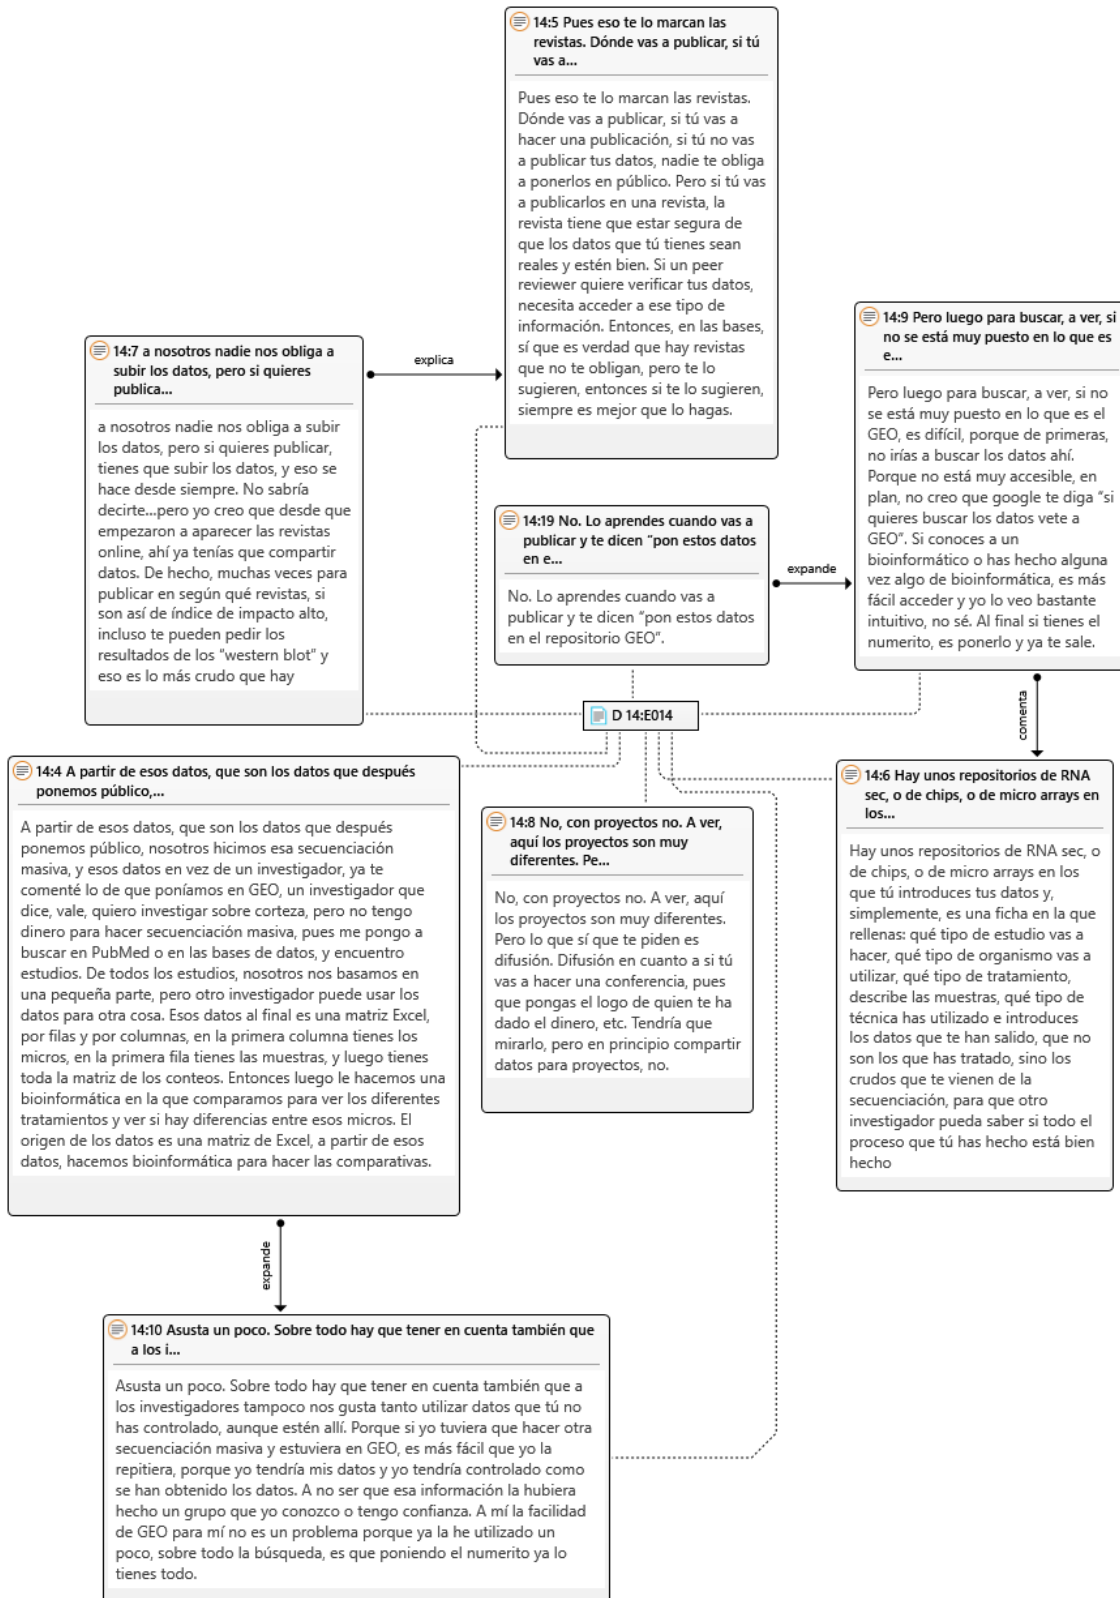 14:5 Pues eso te lo marcan las
revistas. Dónde vas a publicar, si tú
vas a...
Pues eso te lo marcan las revistas.
Dónde vas a publicar, si tú vas a
hacer una publicación, si tú no vas
a publicar tus datos, nadie te obliga
a ponerlos en público. Pero si tú vas
a publicarlos en una revista, la
revista tiene que estar segura de
que los datos que tú tienes sean
reales y estén bien. Si un peer
reviewer quiere verificar tus datos,
necesita acceder a ese tipo de
información. Entonces, en las bases,
sí que es verdad que hay revistas
que no te obligan, pero te lo
sugieren, entonces si te lo sugieren,
siempre es mejor que lo hagas.
14:7 a nosotros nadie nos obliga a
subir los datos, pero si quieres
publica...
a nosotros nadie nos obliga a subir
los datos, pero si quieres publicar,
tienes que subir los datos, y eso se
hace desde siempre. No sabría
decirte...pero yo creo que desde que
empezaron a aparecer las revistas
online, ahí ya tenías que compartir
datos. De hecho, muchas veces para
publicar en según qué revistas, si
son así de índice de impacto alto,
incluso te pueden pedir los
resultados de los "western blot" y
eso es lo más crudo que hay
explica
14:9 Pero luego para buscar, a ver, si
no se está muy puesto en lo que es
e...
Pero luego para buscar, a ver, si no
se está muy puesto en lo que es el
GEO, es difícil, porque de primeras,
no irías a buscar los datos ahí.
Porque no está muy accesible, en
plan, no creo que google te diga "si
quieres buscar los datos vete a
GEO". Si conoces a un
bioinformático o has hecho alguna
vez algo de bioinformática, es más
fácil acceder y yo lo veo bastante
intuitivo, no sé. Al final si tienes el
numerito, es ponerlo y ya te sale.
14:19 No. Lo aprendes cuando vas a
publicar y te dicen "pon estos datos
en e...
No. Lo aprendes cuando vas a
publicar y te dicen "pon estos datos
en el repositorio GEO".
expande
D 14:E014
comenta
14:4 A partir de esos datos, que son los datos que después
ponemos público,...
A partir de esos datos, que son los datos que después
ponemos público, nosotros hicimos esa secuenciación
masiva, y esos datos en vez de un investigador, ya te
comenté lo de que poníamos en GEO, un investigador que
dice, vale, quiero investigar sobre corteza, pero no tengo
dinero para hacer secuenciación masiva, pues me pongo a
buscar en PubMed o en las bases de datos, y encuentro
estudios. De todos los estudios, nosotros nos basamos en
una pequeña parte, pero otro investigador puede usar los
datos para otra cosa. Esos datos al final es una matriz Excel,
por filas y por columnas, en la primera columna tienes los
micros, en la primera fila tienes las muestras, y luego tienes
toda la matriz de los conteos. Entonces luego le hacemos una
bioinformática en la que comparamos para ver los diferentes
tratamientos y ver si hay diferencias entre esos micros. El
origen de los datos es una matriz de Excel, a partir de esos
datos, hacemos bioinformática para hacer las comparativas.
14:8 No, con proyectos no. A ver,
aquí los proyectos son muy
diferentes. Pe...
No, con proyectos no. A ver, aquí
los proyectos son muy diferentes.
Pero lo que sí que te piden es
difusión. Difusión en cuanto a si tú
vas a hacer una conferencia, pues
que pongas el logo de quien te ha
dado el dinero, etc. Tendría que
mirarlo, pero en principio compartir
datos para proyectos, no.
14:6 Hay unos repositorios de RNA
sec, o de chips, o de micro arrays en
los...
Hay unos repositorios de RNA sec, o
de chips, o de micro arrays en los
que tú introduces tus datos y,
simplemente, es una ficha en la que
rellenas: qué tipo de estudio vas a
hacer, qué tipo de organismo vas a
utilizar, qué tipo de tratamiento,
describe las muestras, qué tipo de
técnica has utilizado e introduces
los datos que te han salido, que no
son los que has tratado, sino los
crudos que te vienen de la
secuenciación, para que otro
investigador pueda saber si todo el
proceso que tú has hecho está bien
hecho
expande
14:10 Asusta un poco. Sobre todo hay que tener en cuenta también que
a los i...
Asusta un poco. Sobre todo hay que tener en cuenta también que a
los investigadores tampoco nos gusta tanto utilizar datos que tú no
has controlado, aunque estén allí. Porque si yo tuviera que hacer otra
secuenciación masiva y estuviera en GEO, es más fácil que yo la
repitiera, porque yo tendría mis datos y yo tendría controlado como
se han obtenido los datos. A no ser que esa información la hubiera
hecho un grupo que yo conozco o tengo confianza. A mí la facilidad
de GEO para mí no es un problema porque ya la he utilizado un
poco, sobre todo la búsqueda, es que poniendo el numerito ya lo
tienes todo.